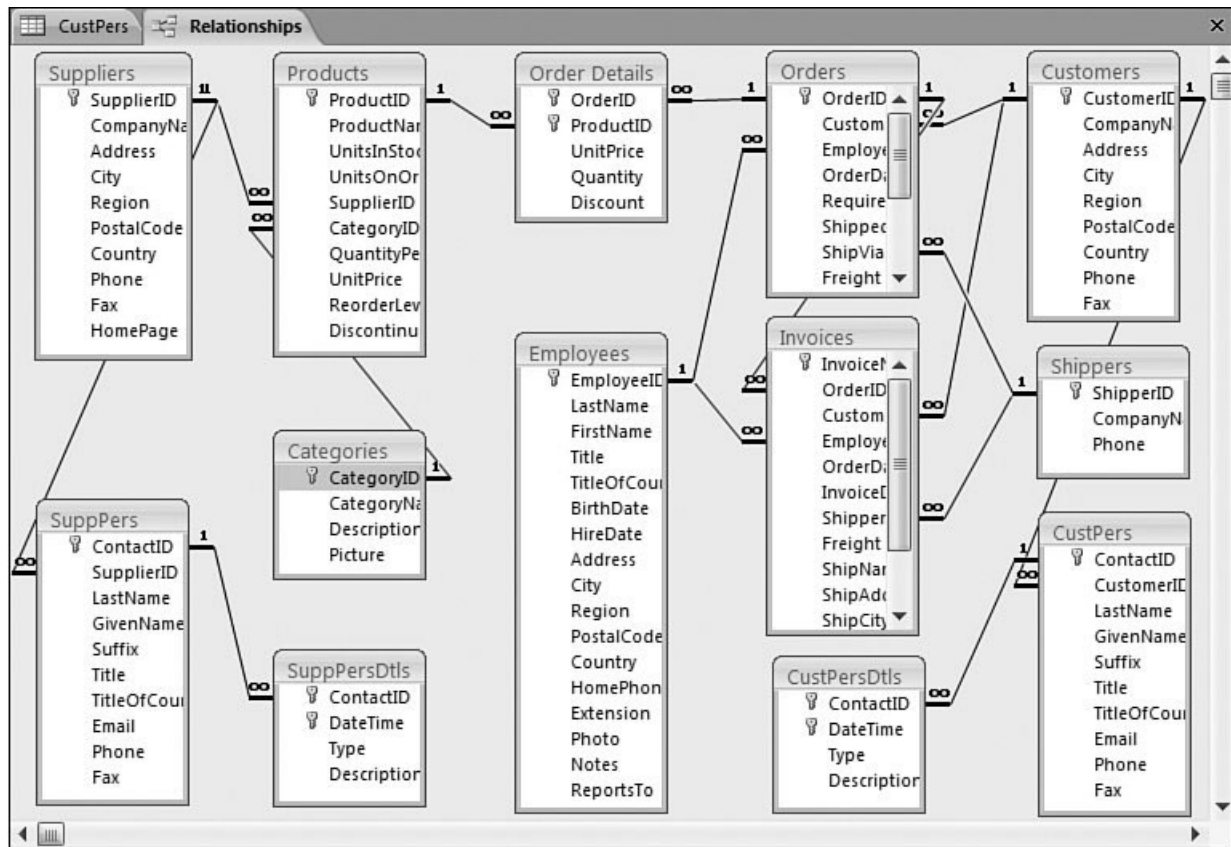 CustPers
Relationships
Suppliers
SupplierID
CompanyNa
Address
City
Region
PostalCode
Country
Phone
Fax
HomePage
Products
ProductID
ProductNar
UnitsInStoc
UnitsOnOr
SupplierID
CategoryID
QuantityPe
UnitPrice
ReorderLev
Discontinu
Order Details
OrderID
ProductID
UnitPrice
Quantity
Discount
Orders
OrderID
Custom
Employe
OrderDa
Require
Shipped
ShipVia
Freight
Customers
CustomerID
CompanyN
Address
City
Region
PostalCode
Country
Phone
Fax
Employees
EmployeeID
LastName
FirstName
Title
TitleOfCour
BirthDate
HireDate
Address
City
Region
PostalCode
Country
HomePhon
Extension
Photo
Notes
ReportsTo
Invoices
InvoiceN
OrderID
Custom
Employe
OrderDa
InvoiceD
Shipper
Freight
ShipNar
ShipAdd
ShipCity
Shippers
ShipperID
CompanyNa
Phone
Categories
CategoryID
CategoryNa
Description
Picture
SuppPers
ContactID
SupplierID
LastName
GivenName
Suffix
Title
TitleOfCour
Email
Phone
Fax
SuppPersDtls
ContactID
DateTime
Type
Description
CustPersDtls
ContactID
DateTime
Type
Description
CustPers
ContactID
CustomerID
LastName
GivenName
Suffix
Title
TitleOfCour
Email
Phone
Fax